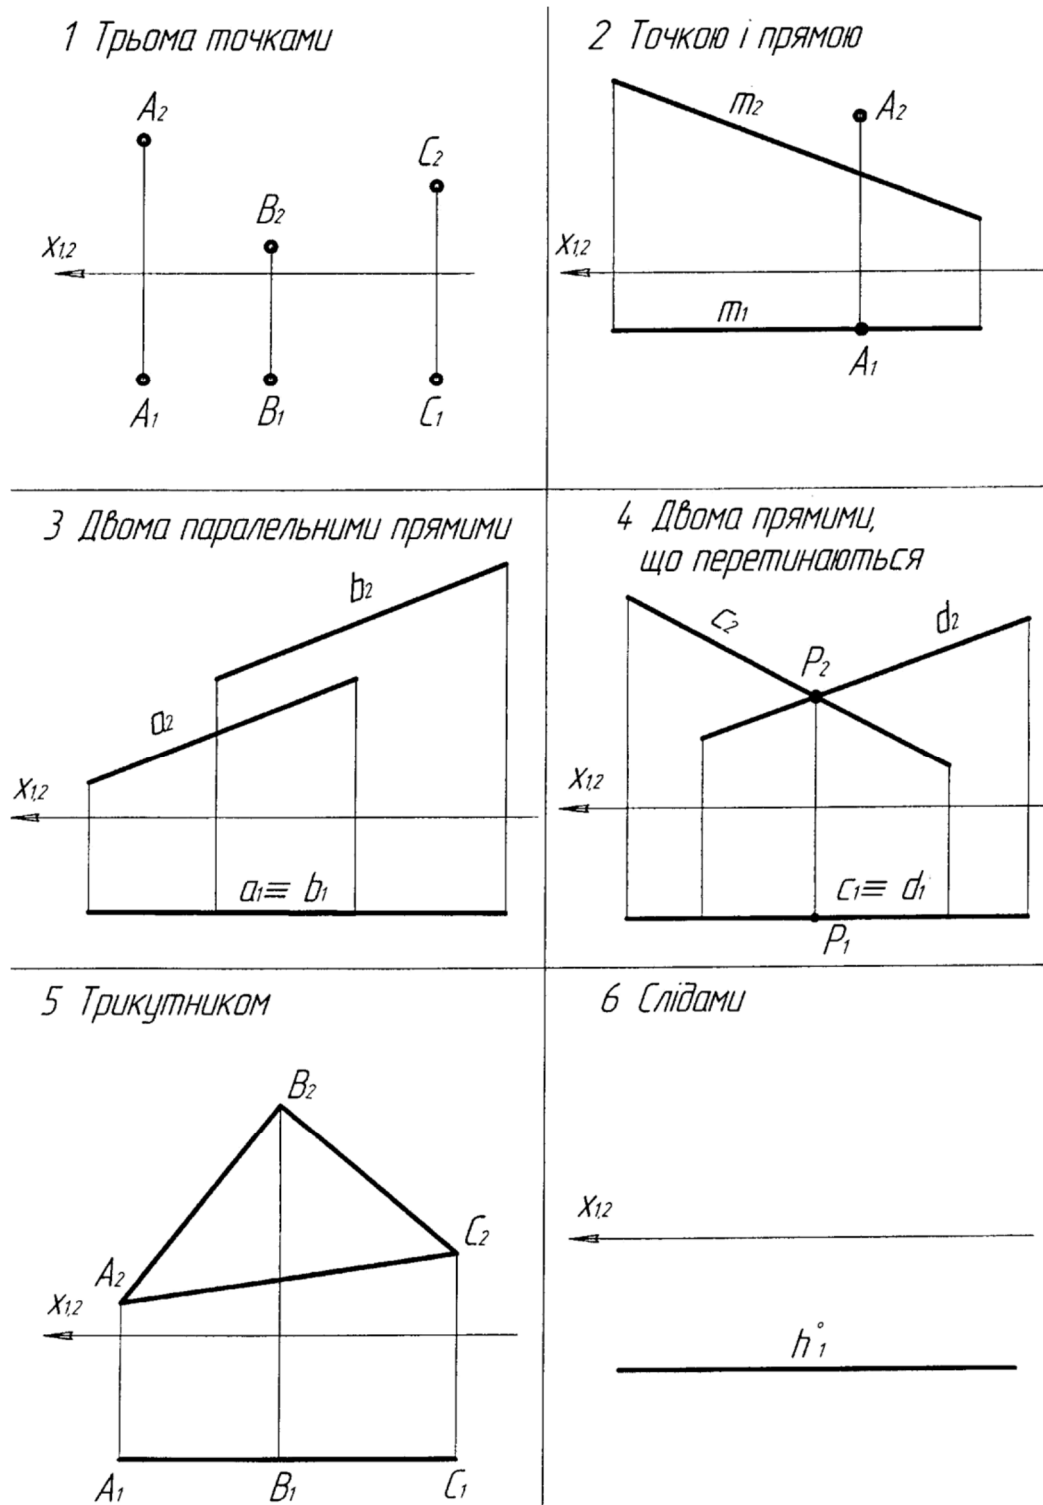 1 Трьома точками
A2
C2
B2
x1,2
A1
B1
C1
2 Точкою і прямою
m2
A2
x1,2
m1
A1
3 Двома паралельними прямими
b2
a2
x1,2
a1≡ b1
4 Двома прямими,
що перетинаються
c2
d2
P2
x1,2
c1≡ d1
P1
5 Трикутником
B2
C2
A2
x1,2
A1
B1
C1
6 Слідами
x1,2
h°1